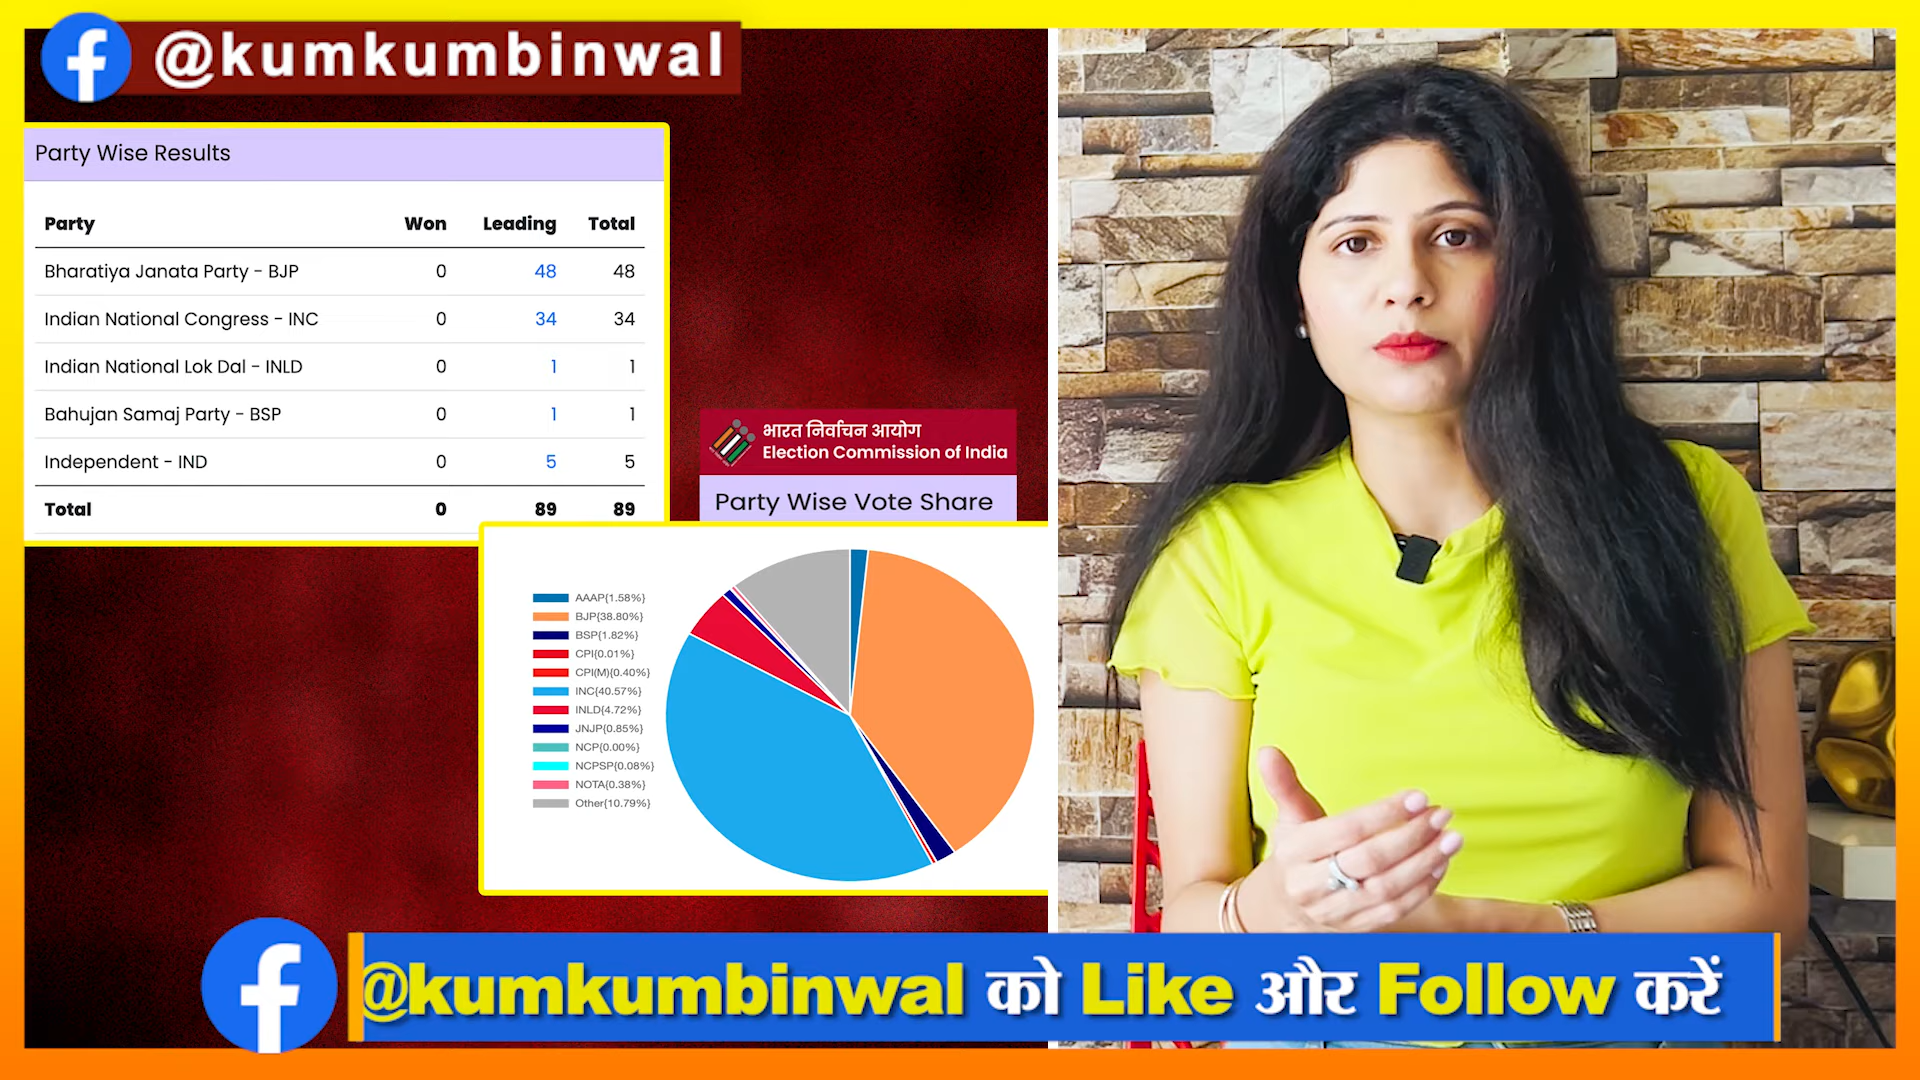 @kumkumbinwal
Party Wise Results
Party Won Leading Total
Bharatiya Janata Party - BJP 0 48 48
Indian National Congress - INC 0 34 34
Indian National Lok Dal - INLD 0 1 1
Bahujan Samaj Party - BSP 0 1 1
Independent - IND 0 5 5
Total 0 89 89
भारत निर्वाचन आयोग
Election Commission of India
Party Wise Vote Share
AAAP{1.58%}
BJP{38.80%}
BSP{1.82%}
CPI{0.01%}
CPI(M){0.40%}
INC{40.57%}
INLD{4.72%}
JNJP{0.85%}
NCP{0.00%}
NCPSP{0.08%}
NOTA{0.38%}
Other{10.79%}
@kumkumbinwal को Like और Follow करें